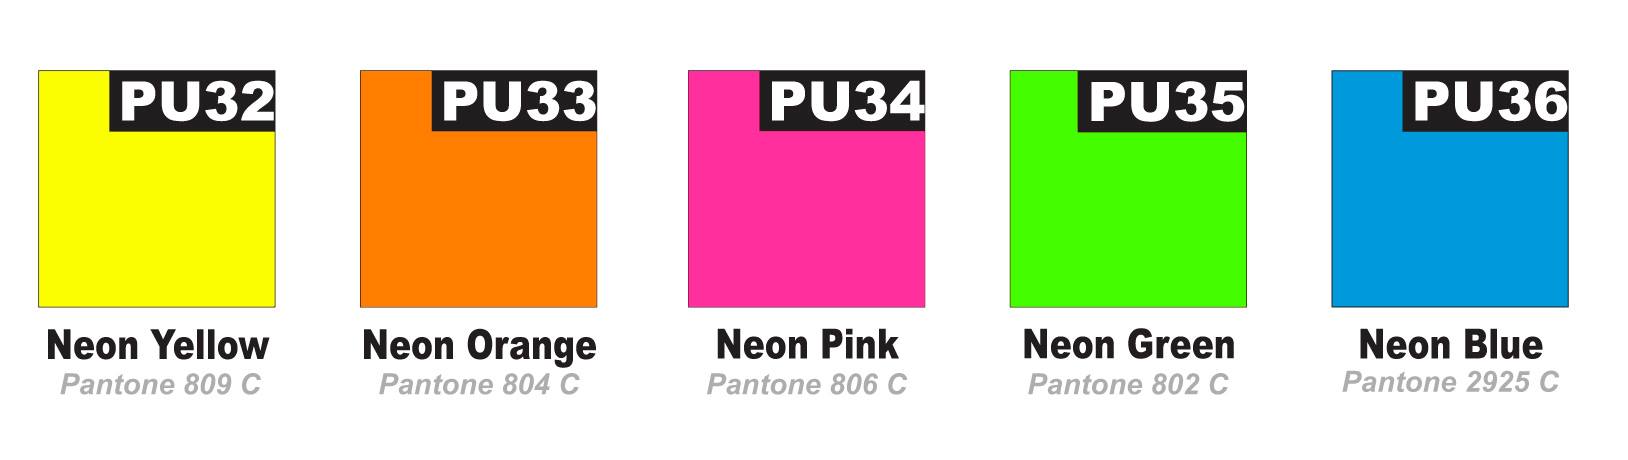 PU32
Neon Yellow
Pantone 809 C
PU33
Neon Orange
Pantone 804 C
PU34
Neon Pink
Pantone 806 C
PU35
Neon Green
Pantone 802 C
PU36
Neon Blue
Pantone 2925 C